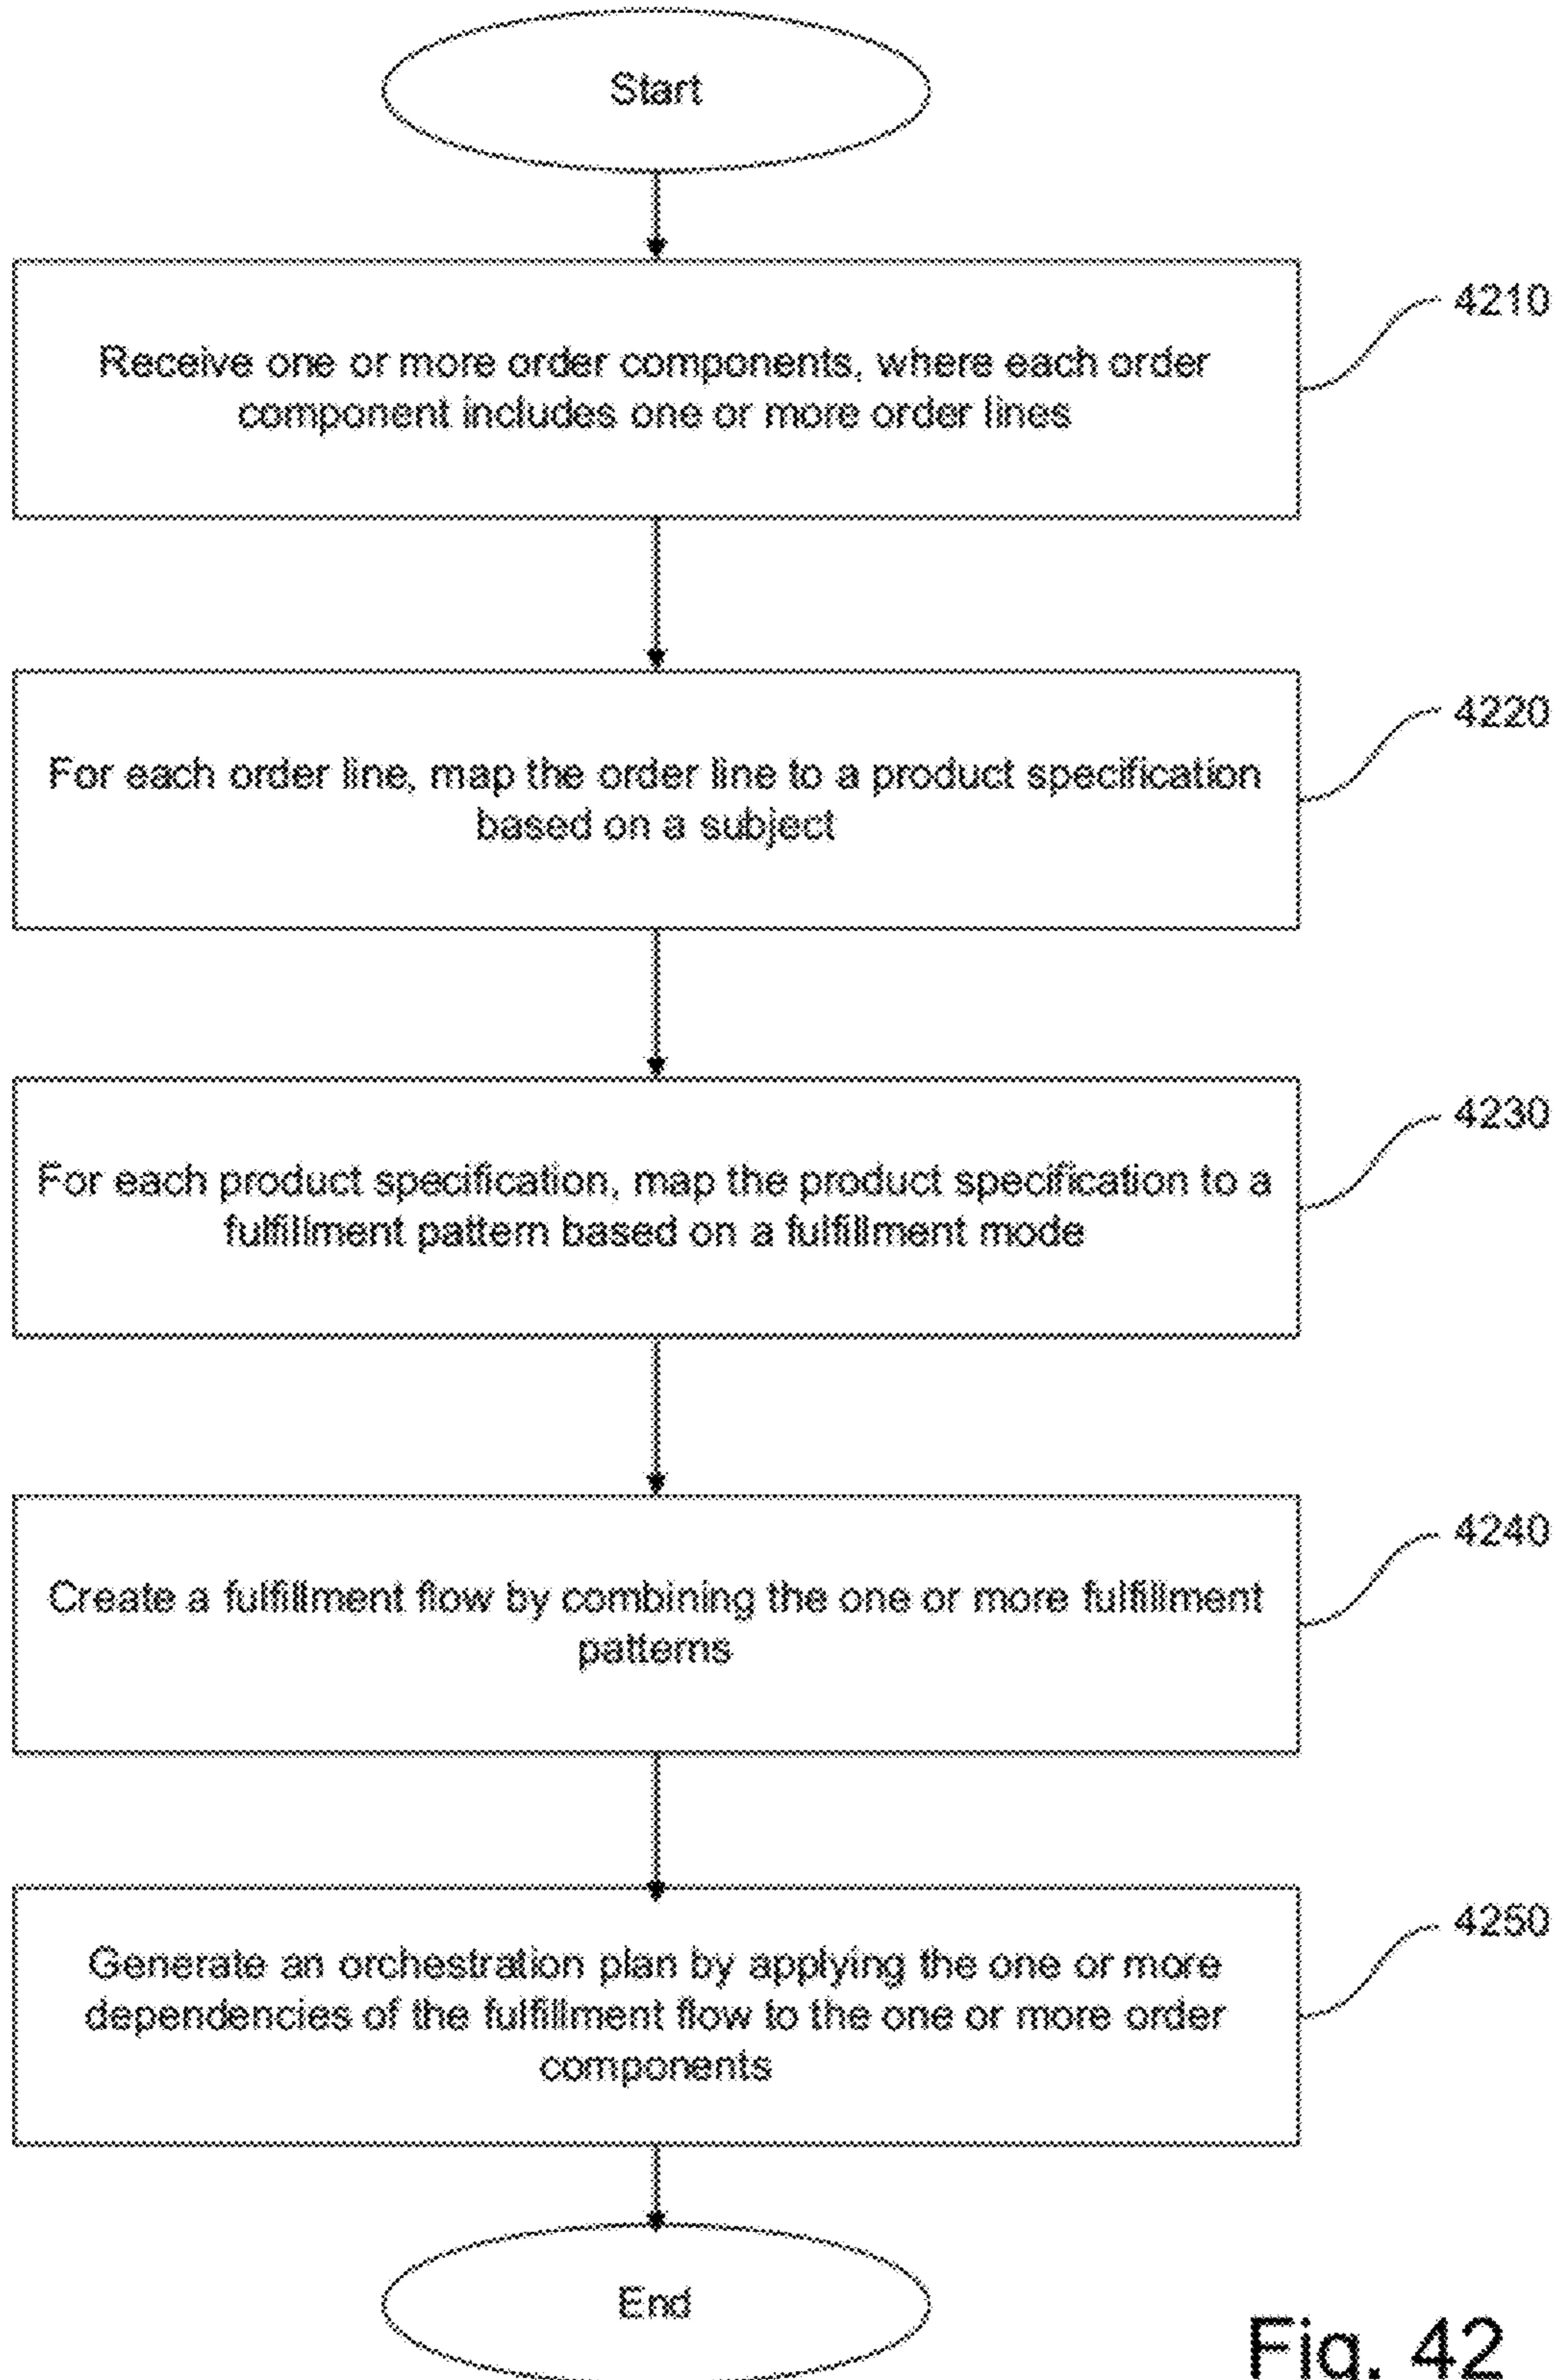 Start
4210
Receive one or more order components, where each order
component includes one or more order lines
4220
For each order line, map the order line to a product specification
based on a subject
4230
For each product specification, map the product specification to a
fulfillment pattern based on a fulfillment mode
4240
Create a fulfillment flow by combining the one or more fulfillment
patterns
4250
Generate an orchestration plan by applying the one or more
dependencies of the fulfillment flow to the one or more order
components
End
Fig. 42